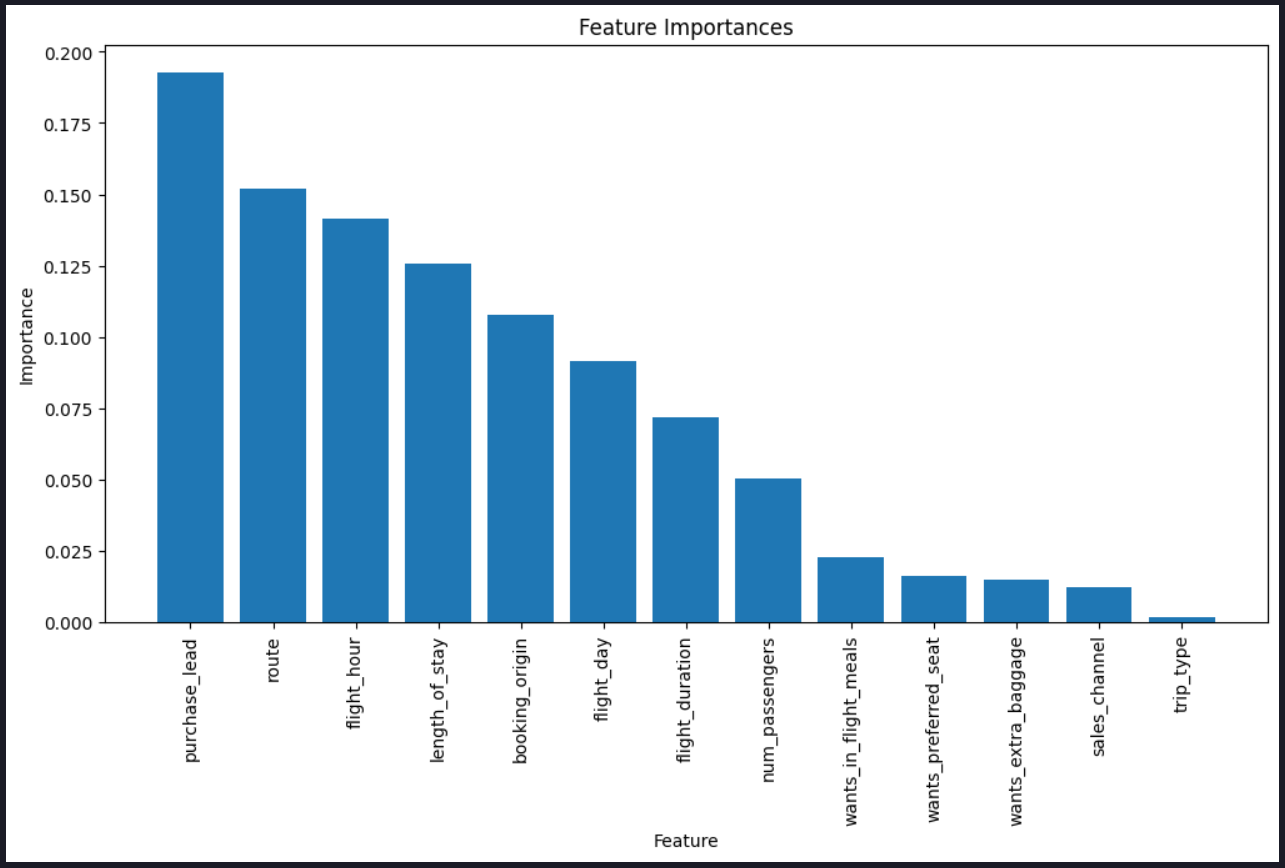 Feature Importances
Importance
0.200
0.175
0.150
0.125
0.100
0.075
0.050
0.025
0.000
purchase_lead
route
flight_hour
length_of_stay
booking_origin
flight_day
flight_duration
num_passengers
wants_in_flight_meals
wants_preferred_seat
wants_extra_baggage
sales_channel
trip_type
Feature